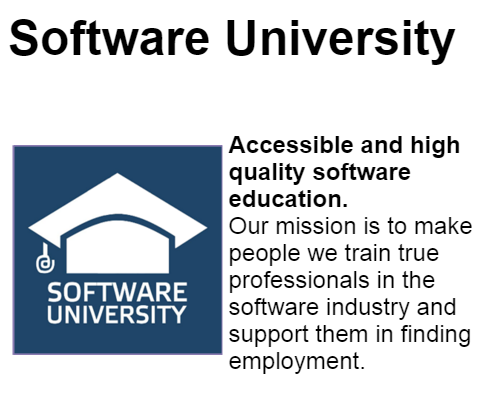 Software University
SOFTWARE
UNIVERSITY
Accessible and high
quality software
education.
Our mission is to make
people we train true
professionals in the
software industry and
support them in finding
employment.